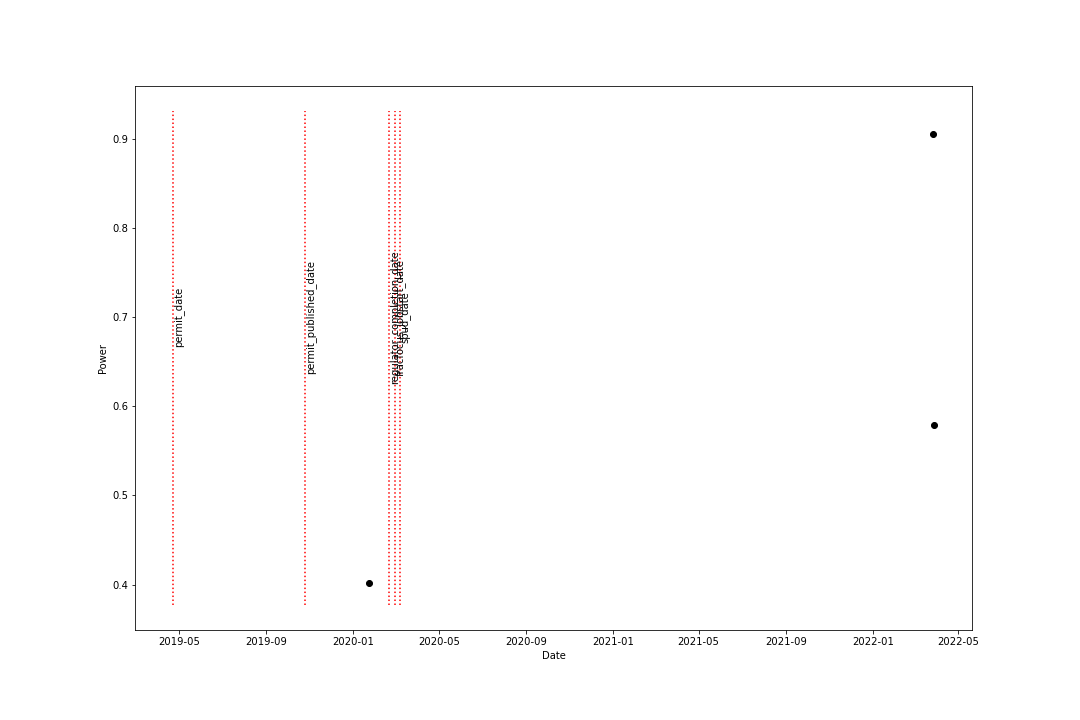 0.9
0.8
0.7
0.6
0.5
0.4
Power
permit_date
permit_published_date
regulator_completion_date
spud_date
2019-05
2019-09
2020-01
2020-05
2020-09
2021-01
2021-05
2021-09
2022-01
2022-05
Date